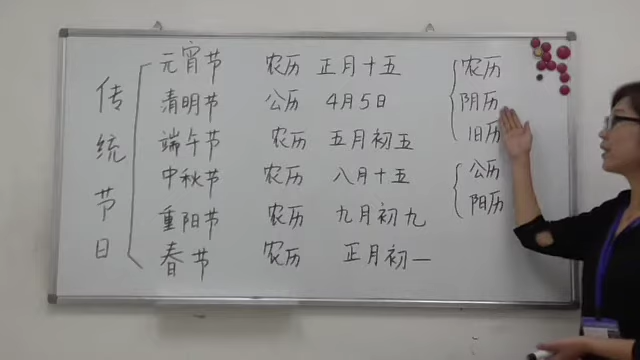 传统节日
元宵节 农历 正月十五
清明节 公历 4月5日
端午节 农历 五月初五
中秋节 农历 八月十五
重阳节 农历 九月初九
春节 农历 正月初一
农历
阴历
旧历
公历
阳历